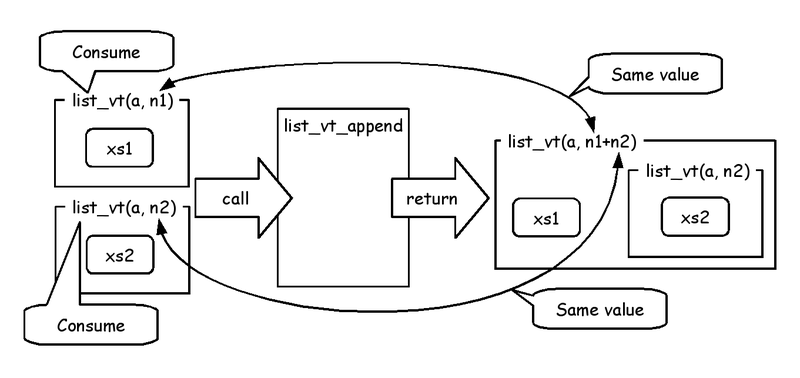 Consume
list_vt(a, n1)
xs1
list_vt(a, n2)
xs2
Consume
call
list_vt_append
return
Same value
list_vt(a, n1+n2)
xs1
list_vt(a, n2)
xs2
Same value